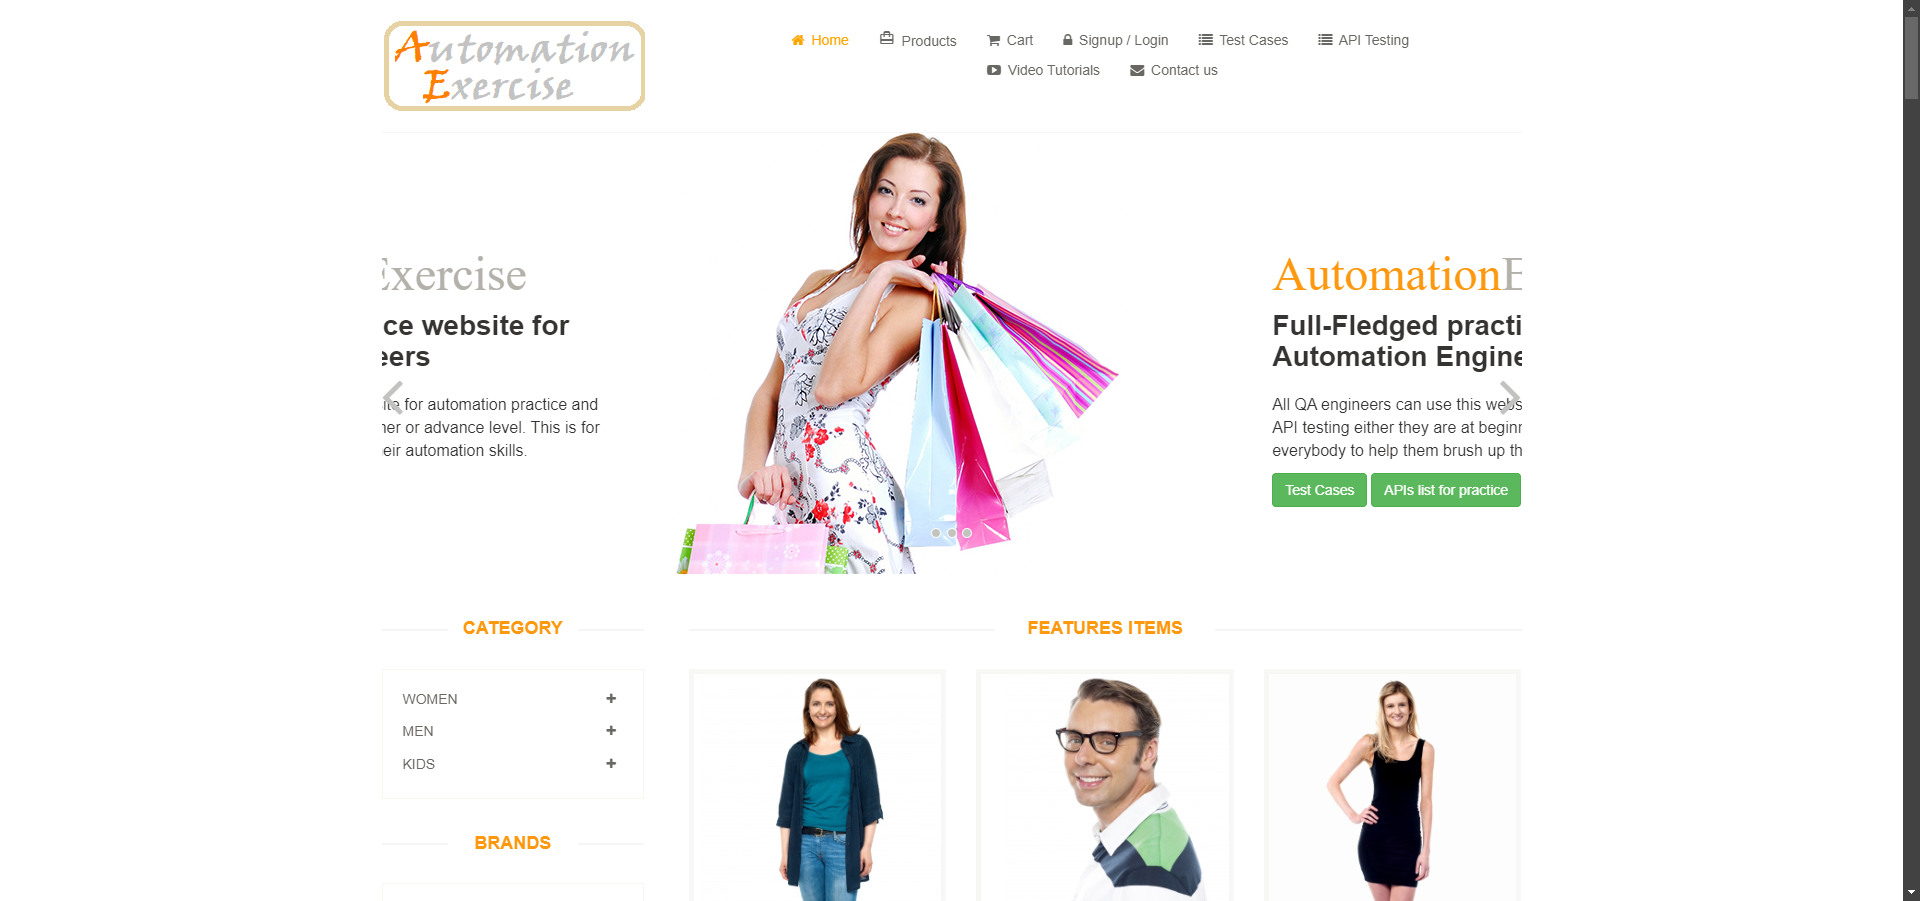 Automation
Exercise
Home
Products
Cart
Signup / Login
Test Cases
API Testing
Video Tutorials
Contact us
Exercise
ce website for
eers
te for automation practice and
ner or advance level. This is for
eir automation skills.
AutomationE
Full-Fledged practi
Automation Engine
All QA engineers can use this webs
API testing either they are at beginn
everybody to help them brush up th
Test Cases
APIs list for practice
CATEGORY
WOMEN
MEN
KIDS
BRANDS
FEATURES ITEMS